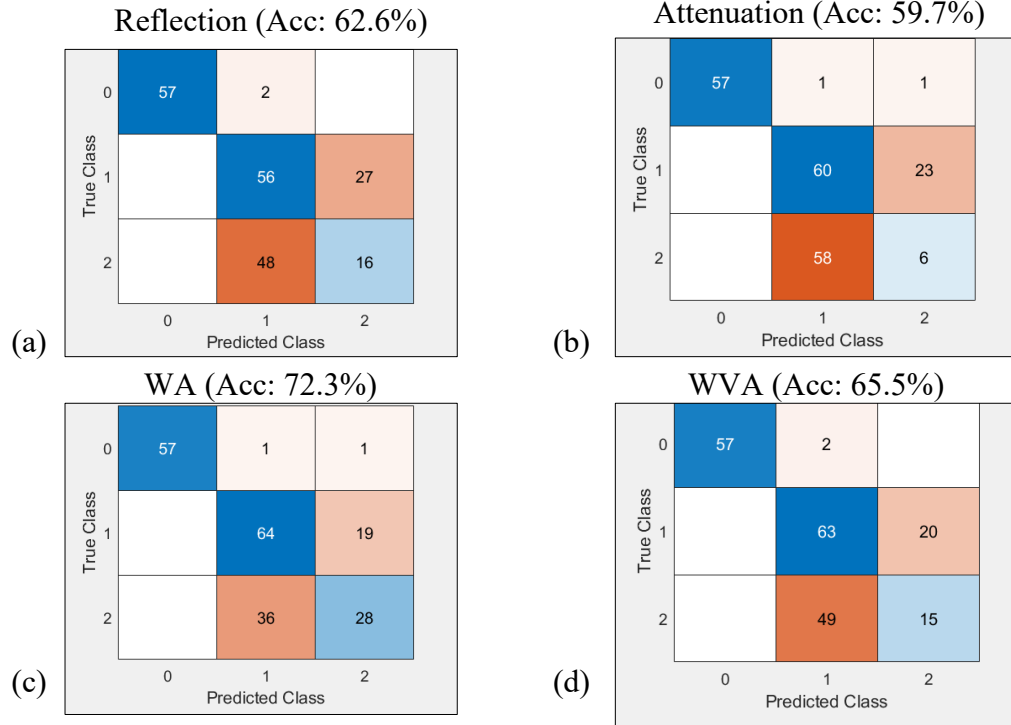 Reflection (Acc: 62.6%)
0 57 2
1 56 27
2 48 16
0 1 2
True Class
Predicted Class
(a)
Attenuation (Acc: 59.7%)
0 57 1 1
1 60 23
2 58 6
0 1 2
True Class
Predicted Class
(b)
WA (Acc: 72.3%)
0 57 1 1
1 64 19
2 36 28
0 1 2
True Class
Predicted Class
(c)
WVA (Acc: 65.5%)
0 57 2
1 63 20
2 49 15
0 1 2
True Class
Predicted Class
(d)